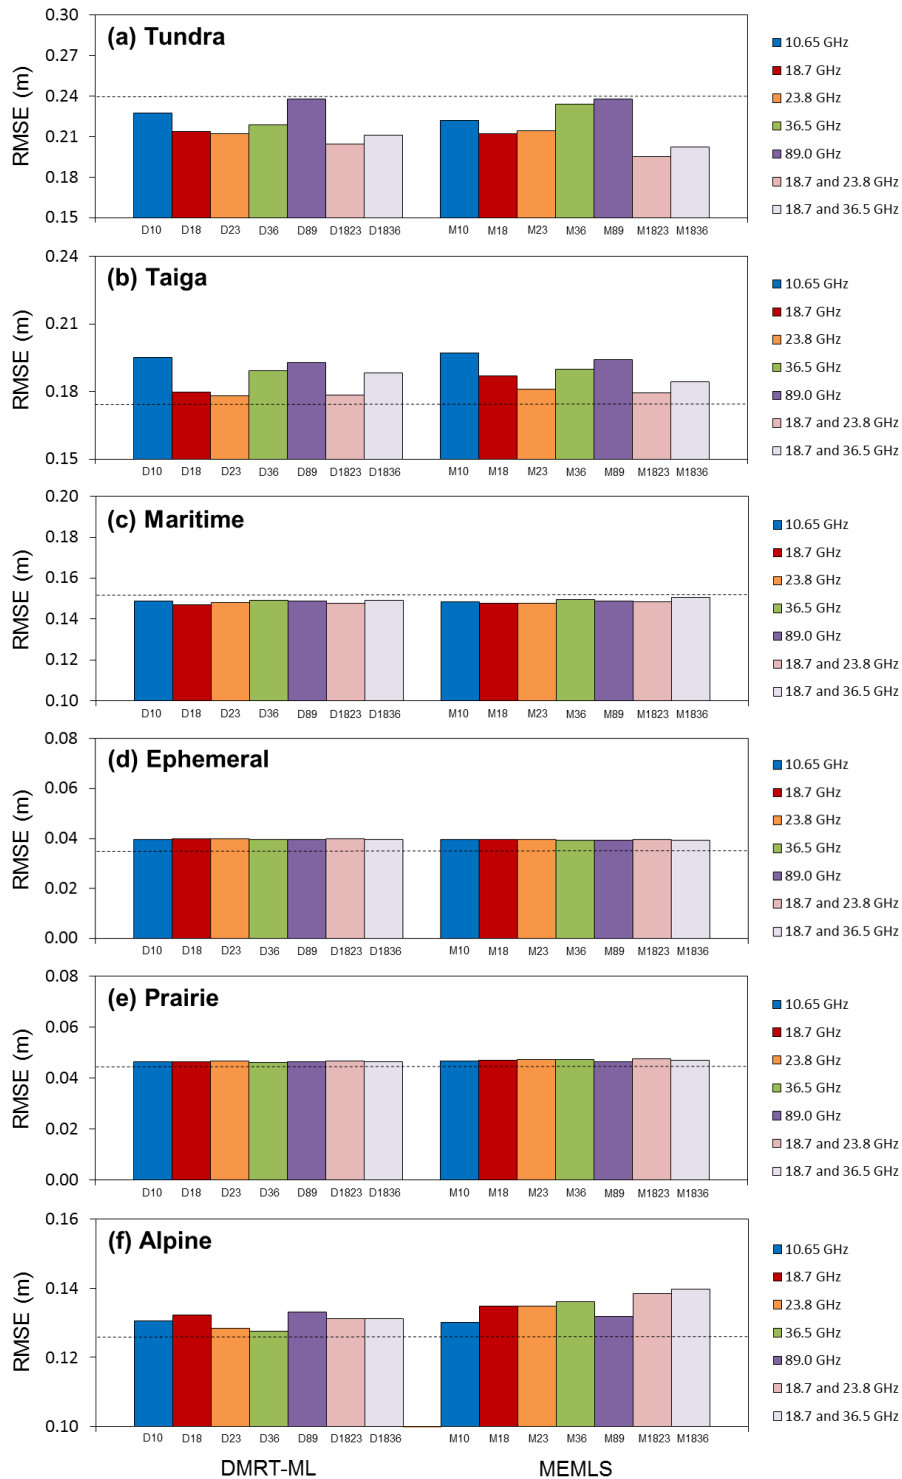 (a) Tundra
RMSE (m)
0.30
0.27
0.24
0.21
0.18
0.15
D10 D18 D23 D36 D89 D1823 D1836 M10 M18 M23 M36 M89 M1823 M1836
10.65 GHz
18.7 GHz
23.8 GHz
36.5 GHz
89.0 GHz
18.7 and 23.8 GHz
18.7 and 36.5 GHz
(b) Taiga
RMSE (m)
0.24
0.21
0.18
0.15
D10 D18 D23 D36 D89 D1823 D1836 M10 M18 M23 M36 M89 M1823 M1836
10.65 GHz
18.7 GHz
23.8 GHz
36.5 GHz
89.0 GHz
18.7 and 23.8 GHz
18.7 and 36.5 GHz
(c) Maritime
RMSE (m)
0.20
0.18
0.16
0.14
0.12
0.10
D10 D18 D23 D36 D89 D1823 D1836 M10 M18 M23 M36 M89 M1823 M1836
10.65 GHz
18.7 GHz
23.8 GHz
36.5 GHz
89.0 GHz
18.7 and 23.8 GHz
18.7 and 36.5 GHz
(d) Ephemeral
RMSE (m)
0.08
0.06
0.04
0.02
0.00
D10 D18 D23 D36 D89 D1823 D1836 M10 M18 M23 M36 M89 M1823 M1836
10.65 GHz
18.7 GHz
23.8 GHz
36.5 GHz
89.0 GHz
18.7 and 23.8 GHz
18.7 and 36.5 GHz
(e) Prairie
RMSE (m)
0.08
0.06
0.04
0.02
0.00
D10 D18 D23 D36 D89 D1823 D1836 M10 M18 M23 M36 M89 M1823 M1836
10.65 GHz
18.7 GHz
23.8 GHz
36.5 GHz
89.0 GHz
18.7 and 23.8 GHz
18.7 and 36.5 GHz
(f) Alpine
RMSE (m)
0.16
0.14
0.12
0.10
D10 D18 D23 D36 D89 D1823 D1836 M10 M18 M23 M36 M89 M1823 M1836
10.65 GHz
18.7 GHz
23.8 GHz
36.5 GHz
89.0 GHz
18.7 and 23.8 GHz
18.7 and 36.5 GHz
DMRT-ML MEMLS